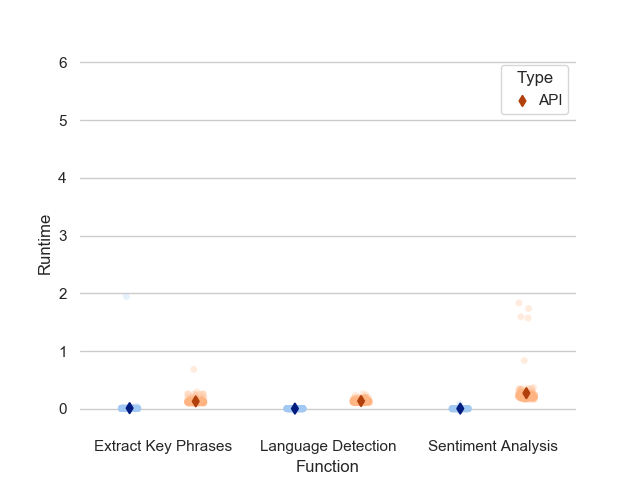 6
5
4
3
2
1
0
Runtime
Type
API
Extract Key Phrases
Language Detection
Sentiment Analysis
Function